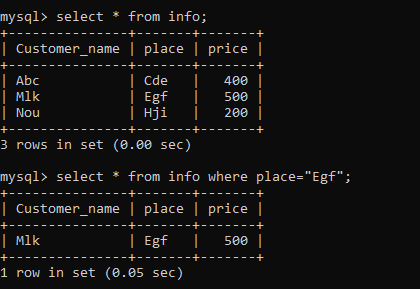 mysql> select * from info;
+---------------+-------+-------+
| Customer_name | place | price |
+---------------+-------+-------+
| Abc           | Cde   |   400 |
| Mlk           | Egf   |   500 |
| Nou           | Hji   |   200 |
+---------------+-------+-------+
3 rows in set (0.00 sec)

mysql> select * from info where place="Egf";
+---------------+-------+-------+
| Customer_name | place | price |
+---------------+-------+-------+
| Mlk           | Egf   |   500 |
+---------------+-------+-------+
1 row in set (0.05 sec)